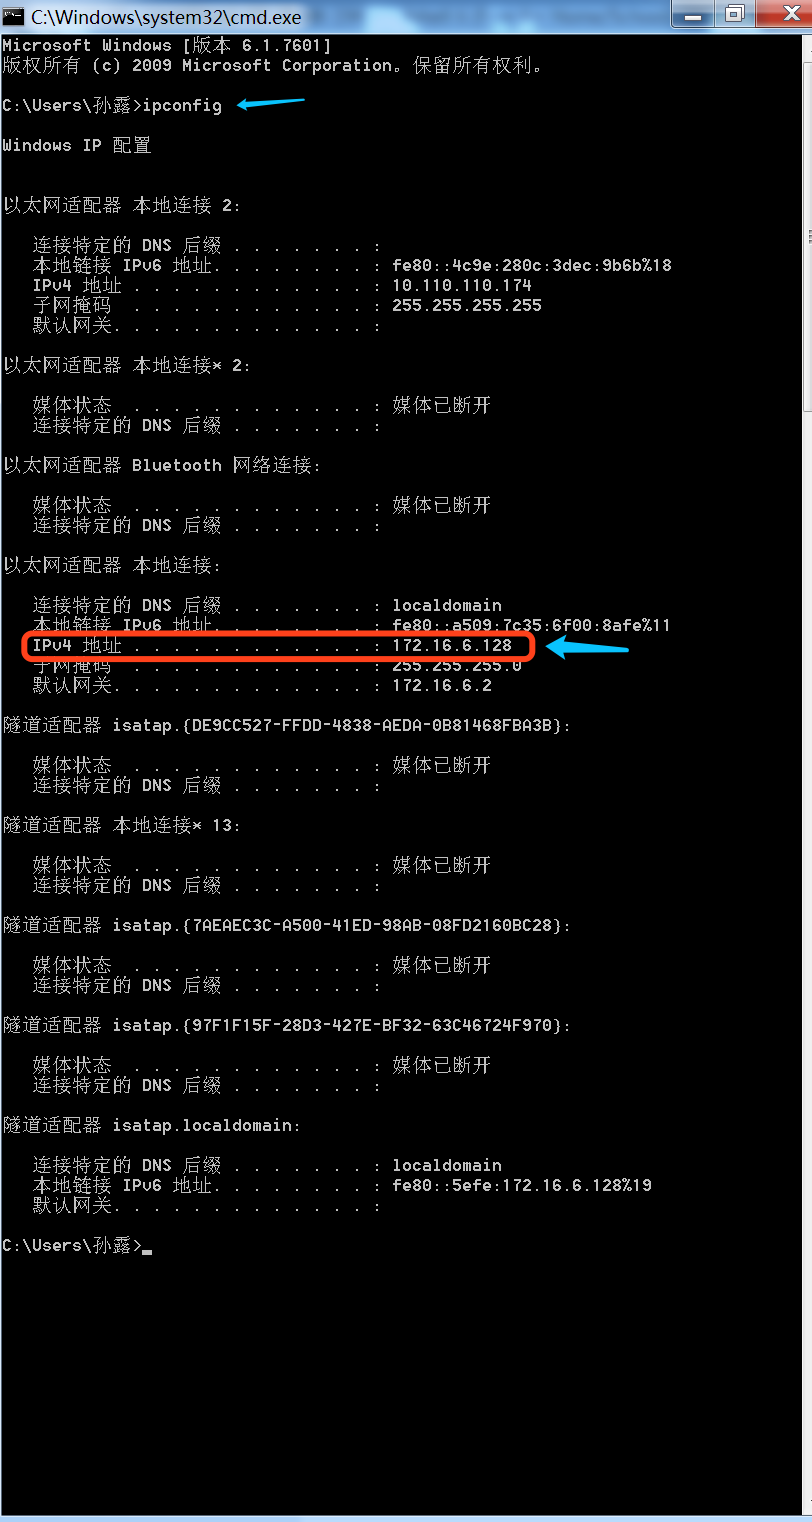 C:\Windows\system32\cmd.exe
Microsoft Windows [版本 6.1.7601]
版权所有 (c) 2009 Microsoft Corporation。保留所有权利。
C:\Users\孙露>ipconfig
Windows IP 配置
以太网适配器 本地连接 2:
连接特定的 DNS 后缀 . . . . . . . :
本地链接 IPv6 地址. . . . . . . . : fe80::4c9e:280c:3dec:9b6b%18
IPv4 地址 . . . . . . . . . . . . : 10.110.110.174
子网掩码 . . . . . . . . . . . . : 255.255.255.255
默认网关. . . . . . . . . . . . . :
以太网适配器 本地连接* 2:
媒体状态 . . . . . . . . . . . . : 媒体已断开
连接特定的 DNS 后缀 . . . . . . . :
以太网适配器 Bluetooth 网络连接:
媒体状态 . . . . . . . . . . . . : 媒体已断开
连接特定的 DNS 后缀 . . . . . . . :
以太网适配器 本地连接:
连接特定的 DNS 后缀 . . . . . . . : localdomain
本地链接 IPv6 地址. . . . . . . . : fe80::a509:7c35:6f00:8afe%11
IPv4 地址 . . . . . . . . . . . . : 172.16.6.128
子网掩码 . . . . . . . . . . . . : 255.255.255.0
默认网关. . . . . . . . . . . . . : 172.16.6.2
隧道适配器 isatap.{DE9CC527-FFDD-4838-AEDA-0B81468FBA3B}:
媒体状态 . . . . . . . . . . . . : 媒体已断开
连接特定的 DNS 后缀 . . . . . . . :
隧道适配器 本地连接* 13:
媒体状态 . . . . . . . . . . . . : 媒体已断开
连接特定的 DNS 后缀 . . . . . . . :
隧道适配器 isatap.{7AEAEC3C-A500-41ED-98AB-08FD2160BC28}:
媒体状态 . . . . . . . . . . . . : 媒体已断开
连接特定的 DNS 后缀 . . . . . . . :
隧道适配器 isatap.{97F1F15F-28D3-427E-BF32-63C46724F970}:
媒体状态 . . . . . . . . . . . . : 媒体已断开
连接特定的 DNS 后缀 . . . . . . . :
隧道适配器 isatap.localdomain:
连接特定的 DNS 后缀 . . . . . . . : localdomain
本地链接 IPv6 地址. . . . . . . . : fe80::5efe:172.16.6.128%19
默认网关. . . . . . . . . . . . . :
C:\Users\孙露>_